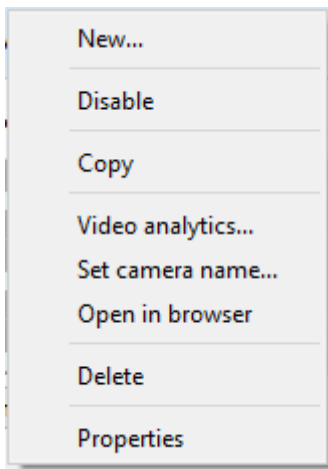 New...
Disable
Copy
Video analytics...
Set camera name...
Open in browser
Delete
Properties